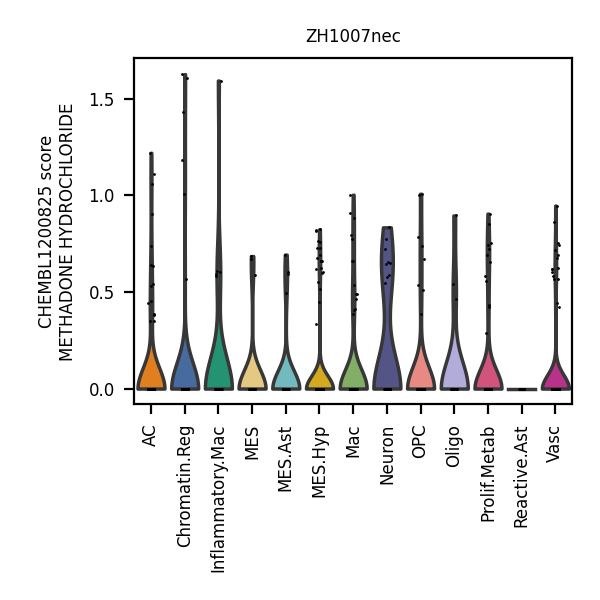 ZH1007nec
CHEMBL1200825 score
METHADONE HYDROCHLORIDE
1.5
1.0
0.5
0.0
AC
Chromatin.Reg
Inflammatory.Mac
MES
MES.Ast
MES.Hyp
Mac
Neuron
OPC
Oligo
Prolif.Metab
Reactive.Ast
Vasc